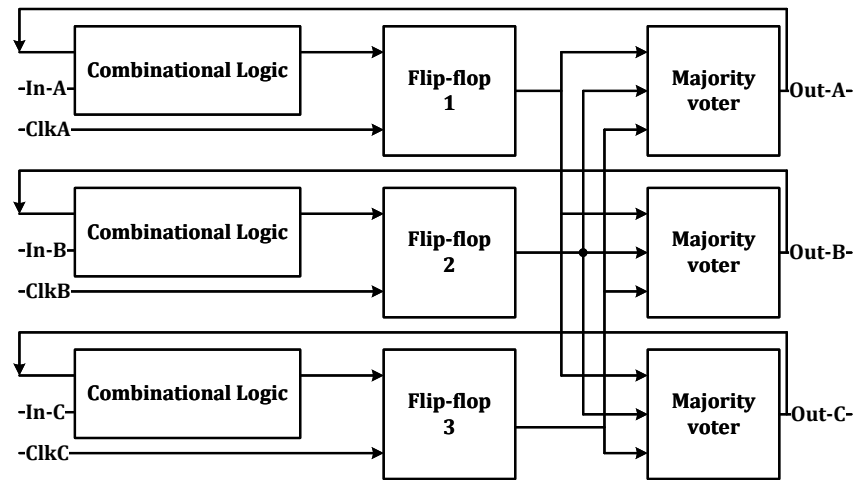 Combinational Logic
Flip-flop
1
Majority
voter
In-A
ClkA
Out-A
Combinational Logic
Flip-flop
2
Majority
voter
In-B
ClkB
Out-B
Combinational Logic
Flip-flop
3
Majority
voter
In-C
ClkC
Out-C